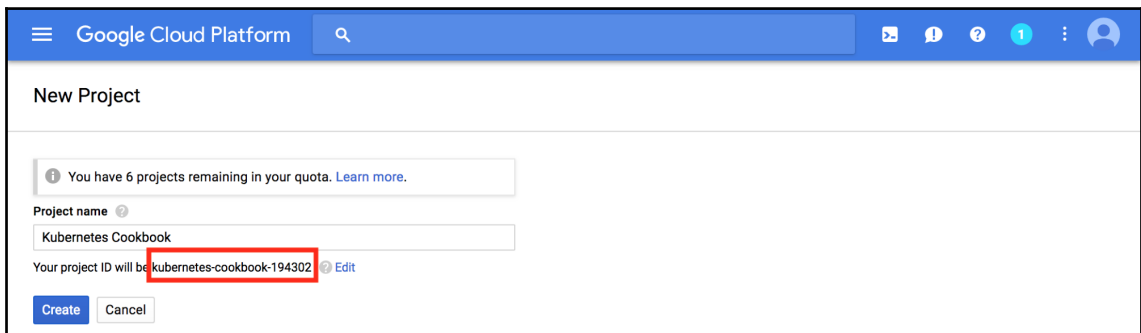 Google Cloud Platform
1
New Project
You have 6 projects remaining in your quota. Learn more.
Project name
Kubernetes Cookbook
Your project ID will be kubernetes-cookbook-194302 Edit
Create Cancel